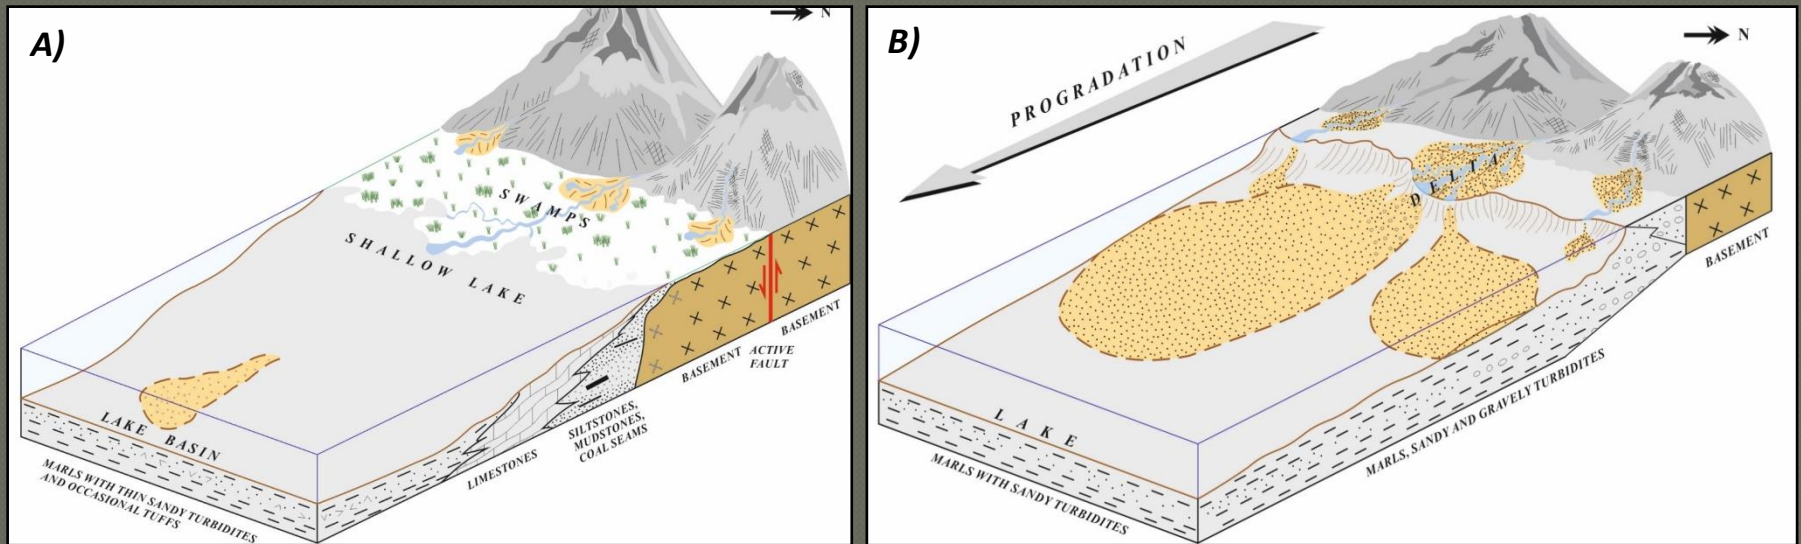 A)
N
SWAMPS
SHALLOW LAKE
BASEMENT
BASEMENT
ACTIVE
FAULT
SILTSTONES,
MUDSTONES,
COAL SEAMS
LIMESTONES
LAKE BASIN
MARLS WITH THIN SANDY TURBIDITES
AND OCCASIONAL TUFFS
B)
N
PROGRADATION
DELTA
BASEMENT
MARLS, SANDY AND GRAVELY TURBIDITES
LAKE
MARLS WITH SANDY TURBIDITES